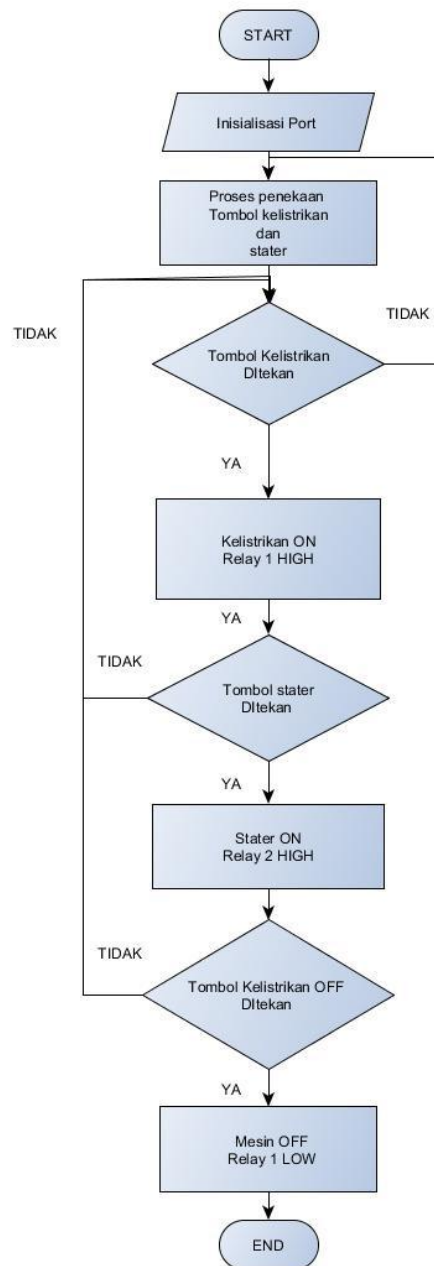 START
Inisialisasi Port
Proses penekaan
Tombol kelistrikan
dan
stater
TIDAK
TIDAK
Tombol Kelistrikan
DItekan
YA
Kelistrikan ON
Relay 1 HIGH
YA
TIDAK
Tombol stater
DItekan
YA
Stater ON
Relay 2 HIGH
TIDAK
Tombol Kelistrikan OFF
DItekan
YA
Mesin OFF
Relay 1 LOW
END